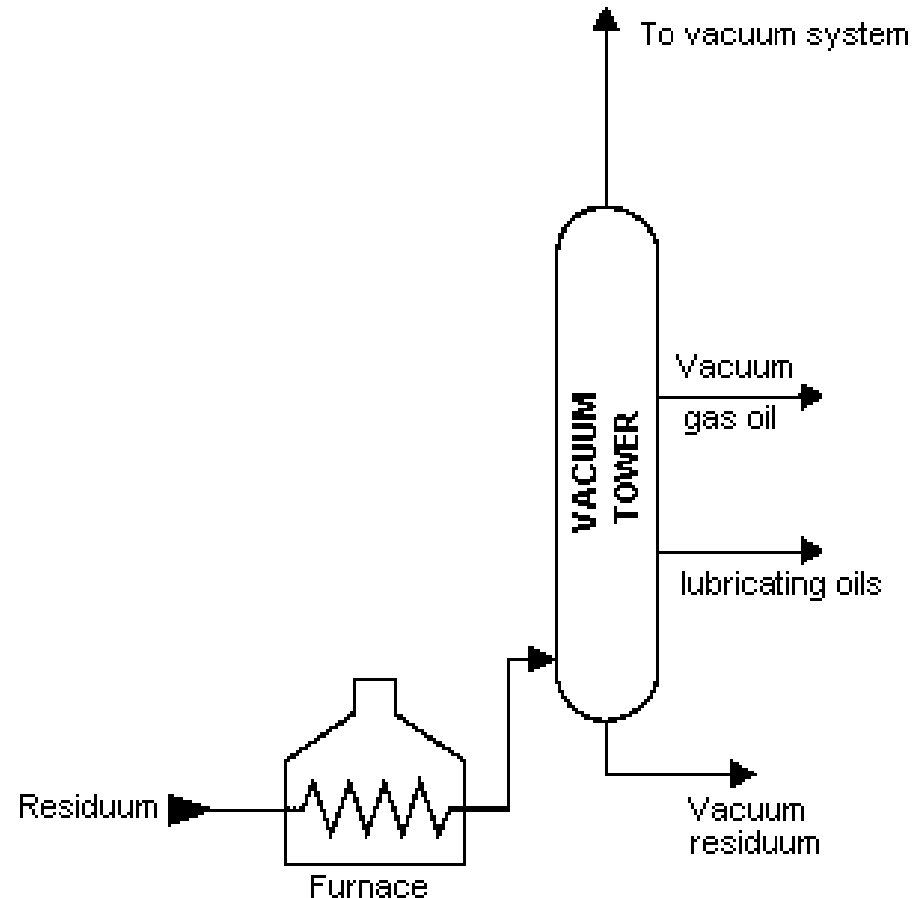 To vacuum system
Vacuum
gas oil
VACUUM
TOWER
lubricating oils
Residuum
Furnace
Vacuum
residuum